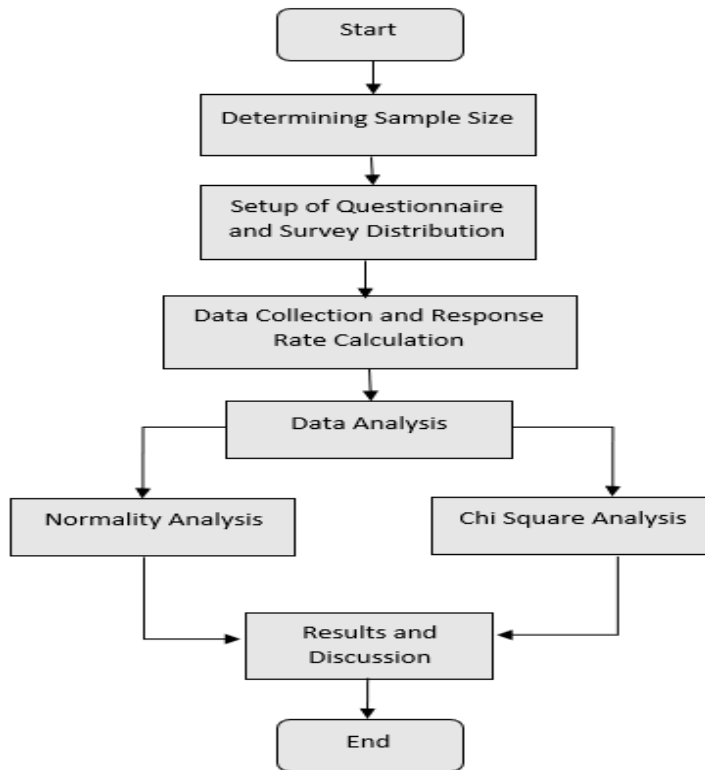 Start
Determining Sample Size
Setup of Questionnaire
and Survey Distribution
Data Collection and Response
Rate Calculation
Data Analysis
Normality Analysis
Chi Square Analysis
Results and
Discussion
End